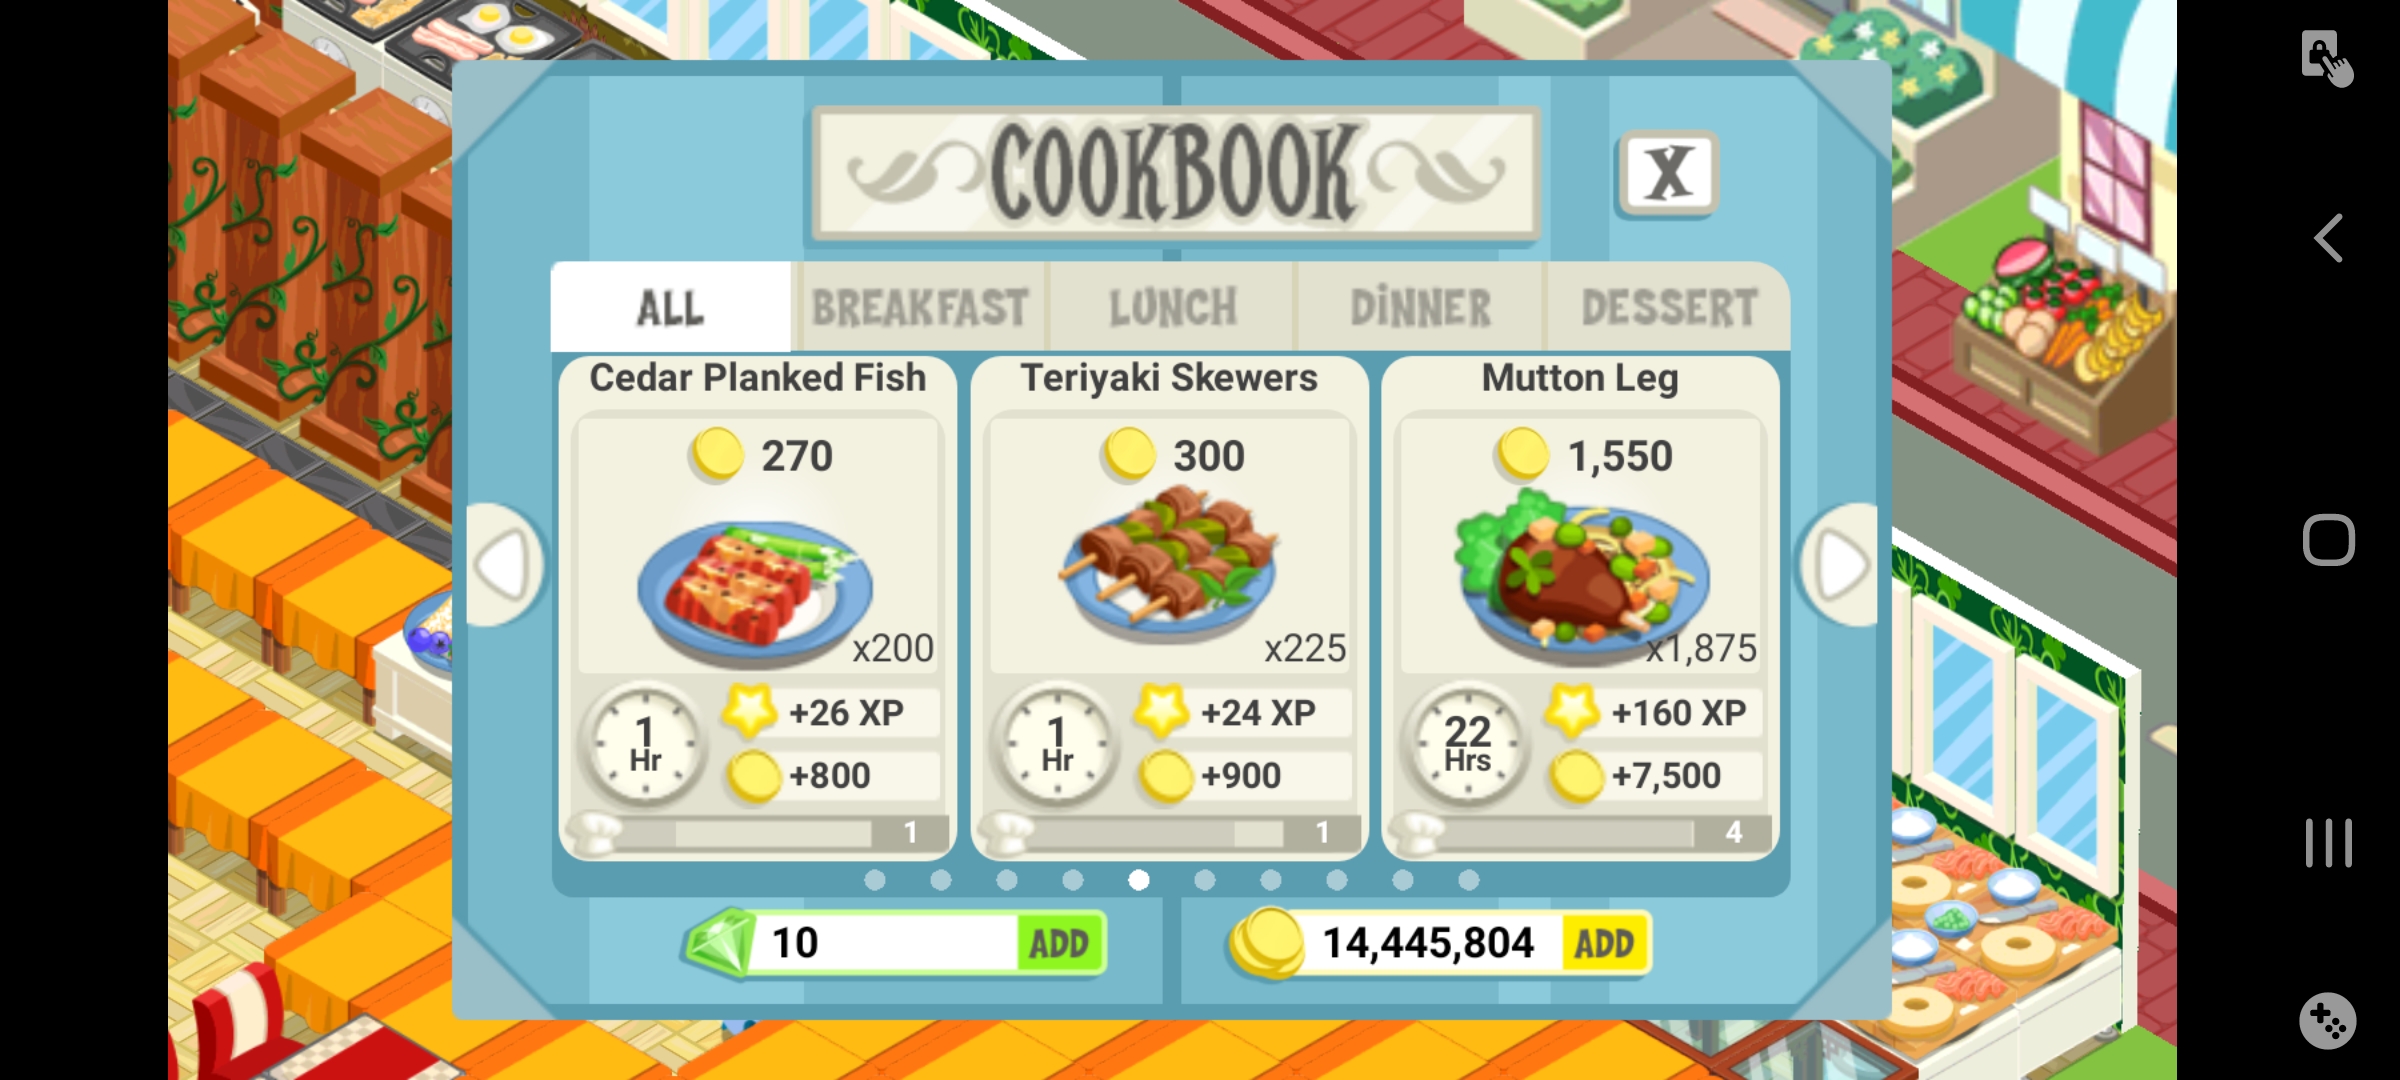 COOKBOOK
X
ALL BREAKFAST LUNCH DINNER DESSERT
Cedar Planked Fish
270
x200
1
Hr
+26 XP
+800
1
Teriyaki Skewers
300
x225
1
Hr
+24 XP
+900
1
Mutton Leg
1,550
x1,875
22
Hrs
+160 XP
+7,500
4
10 ADD
14,445,804 ADD